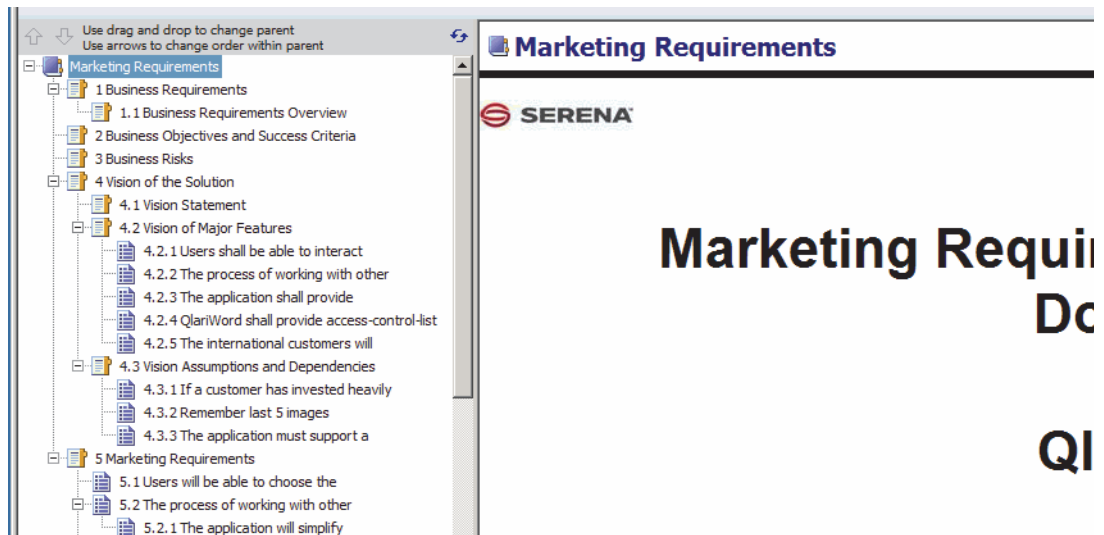 Use drag and drop to change parent
Use arrows to change order within parent
Marketing Requirements
1 Business Requirements
1.1 Business Requirements Overview
2 Business Objectives and Success Criteria
3 Business Risks
4 Vision of the Solution
4.1 Vision Statement
4.2 Vision of Major Features
4.2.1 Users shall be able to interact
4.2.2 The process of working with other
4.2.3 The application shall provide
4.2.4 QlariWord shall provide access-control-list
4.2.5 The international customers will
4.3 Vision Assumptions and Dependencies
4.3.1 If a customer has invested heavily
4.3.2 Remember last 5 images
4.3.3 The application must support a
5 Marketing Requirements
5.1 Users will be able to choose the
5.2 The process of working with other
5.2.1 The application will simplify
Marketing Requirements
SERENA
Marketing Requi
Do
Ql